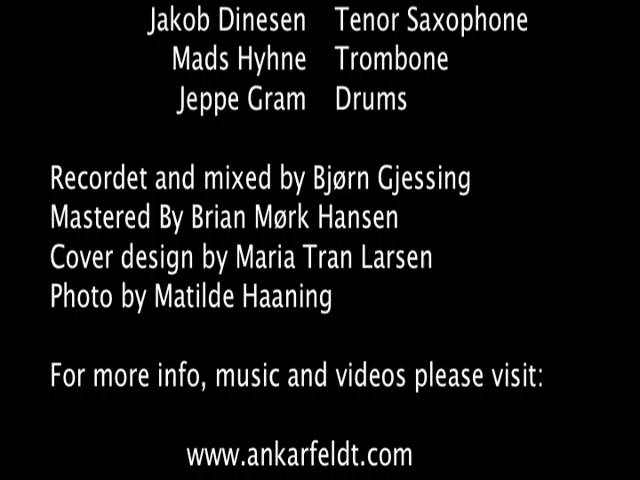 Jakob Dinesen Tenor Saxophone
Mads Hyhne Trombone
Jeppe Gram Drums
Recordet and mixed by Bjørn Gjessing
Mastered By Brian Mørk Hansen
Cover design by Maria Tran Larsen
Photo by Matilde Haaning
For more info, music and videos please visit:
www.ankarfeldt.com